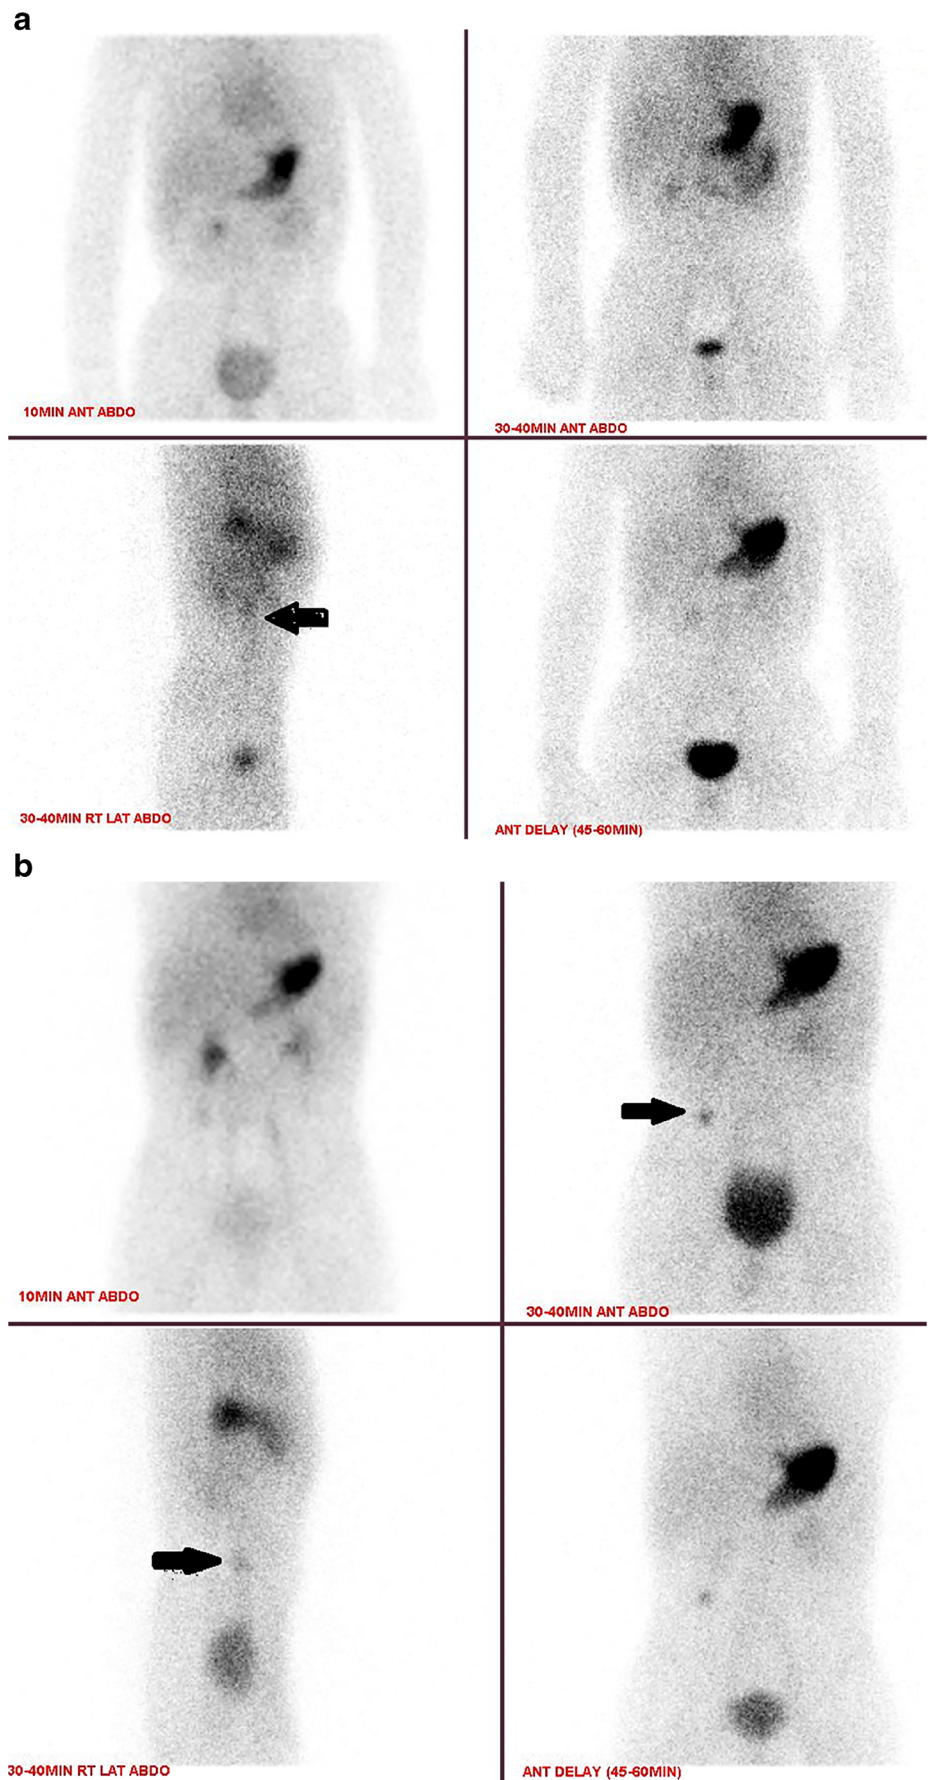 a
10MIN ANT ABDO
30-40MIN ANT ABDO
30-40MIN RT LAT ABDO
ANT DELAY (45-60MIN)
b
10MIN ANT ABDO
30-40MIN ANT ABDO
30-40MIN RT LAT ABDO
ANT DELAY (45-60MIN)